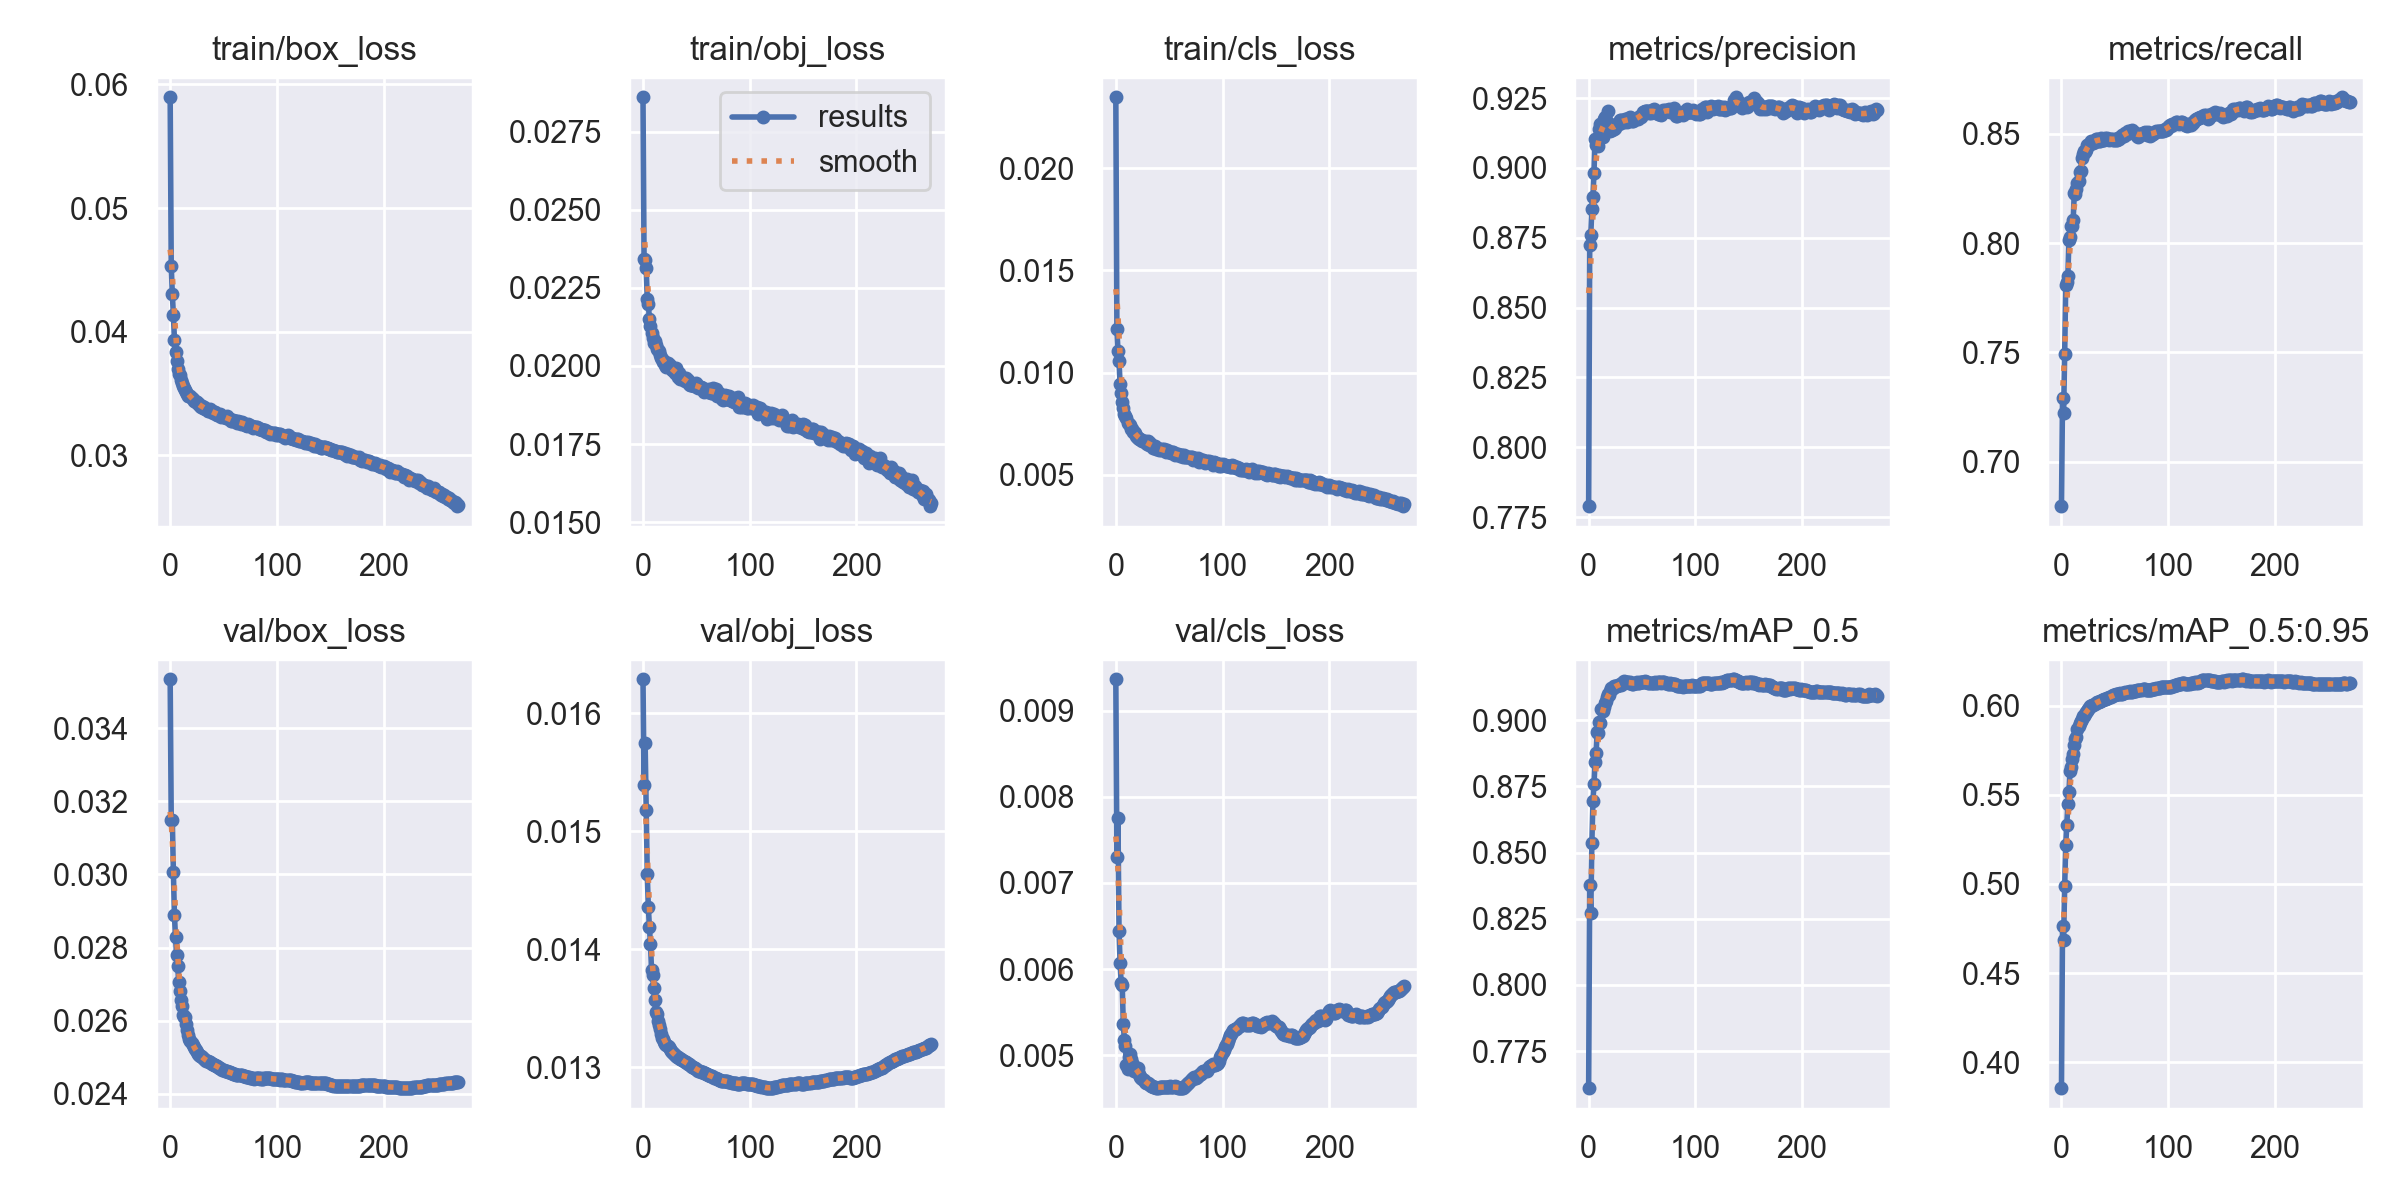 train/box_loss
0.06
0.05
0.04
0.03
0 100 200
train/obj_loss
results
smooth
0.0275
0.0250
0.0225
0.0200
0.0175
0.0150
0 100 200
train/cls_loss
0.020
0.015
0.010
0.005
0 100 200
metrics/precision
0.925
0.900
0.875
0.850
0.825
0.800
0.775
0 100 200
metrics/recall
0.85
0.80
0.75
0.70
0 100 200
val/box_loss
0.034
0.032
0.030
0.028
0.026
0.024
0 100 200
val/obj_loss
0.016
0.015
0.014
0.013
0 100 200
val/cls_loss
0.009
0.008
0.007
0.006
0.005
0 100 200
metrics/mAP_0.5
0.900
0.875
0.850
0.825
0.800
0.775
0 100 200
metrics/mAP_0.5:0.95
0.60
0.55
0.50
0.45
0.40
0 100 200